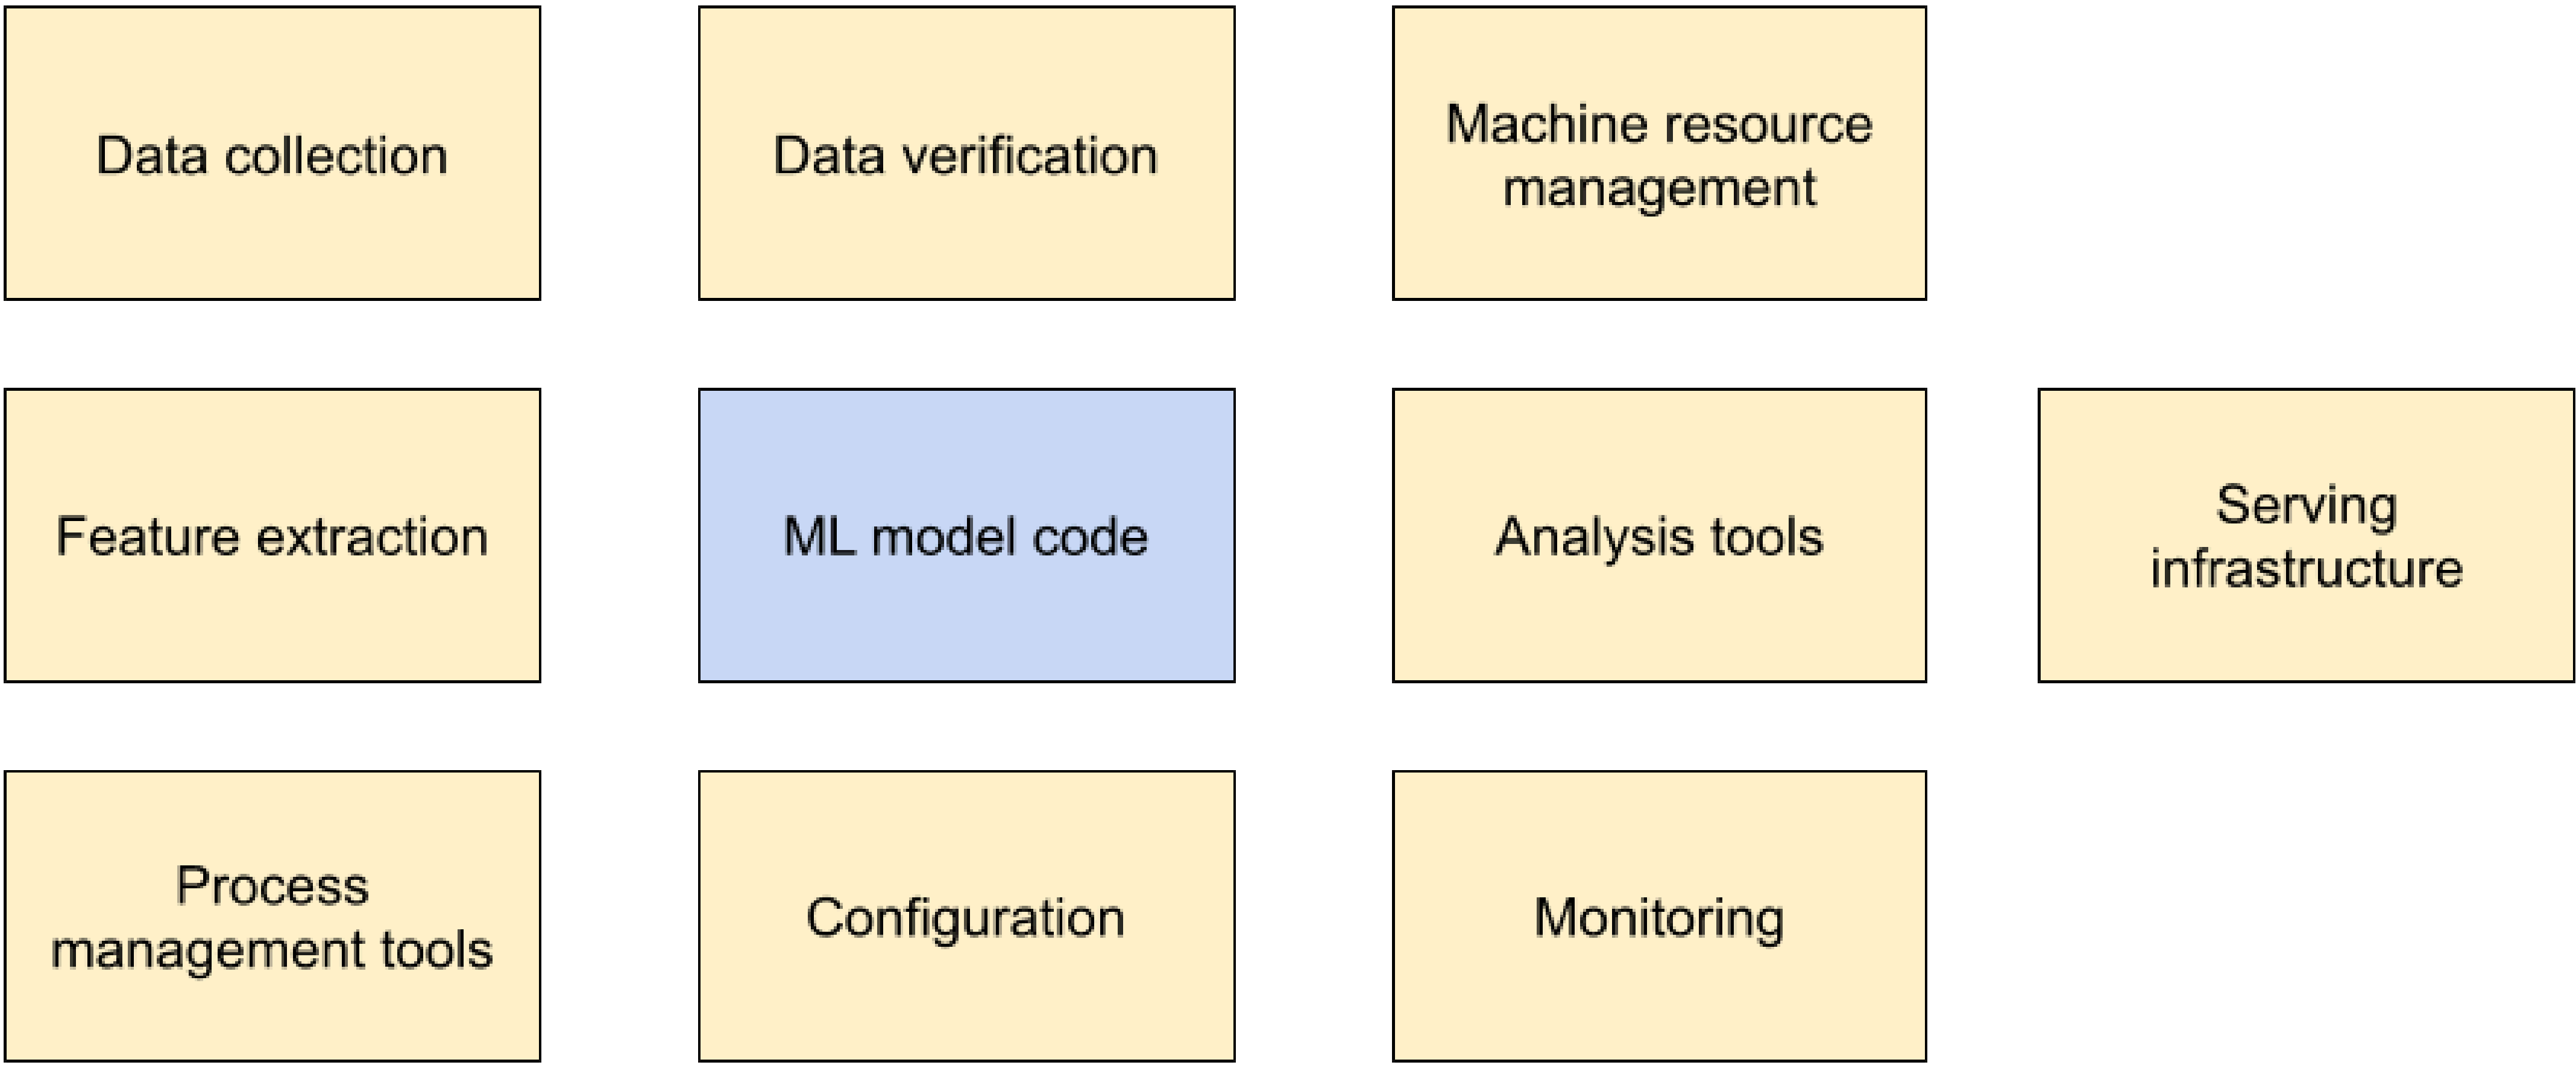 Data collection
Data verification
Machine resource
management
Feature extraction
ML model code
Analysis tools
Serving
infrastructure
Process
management tools
Configuration
Monitoring